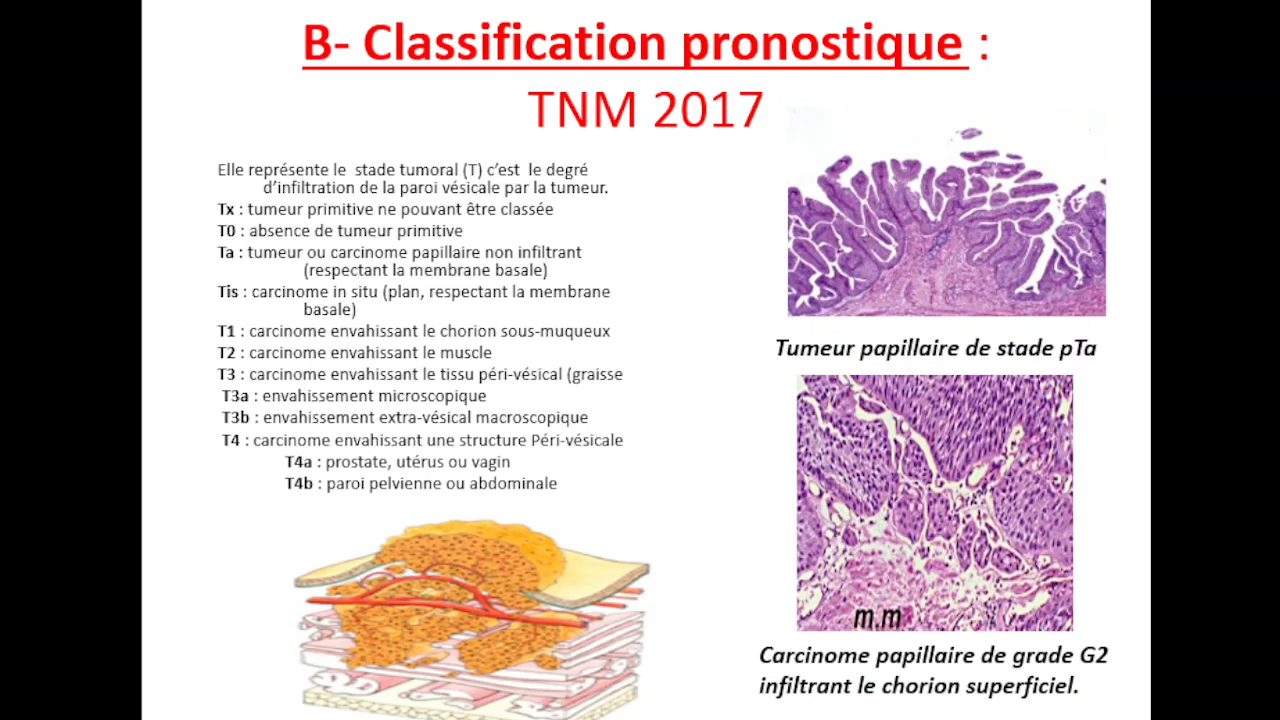 B- Classification pronostique :
TNM 2017
Elle représente le stade tumoral (T) c’est le degré
d’infiltration de la paroi vésicale par la tumeur.
Tx : tumeur primitive ne pouvant être classée
T0 : absence de tumeur primitive
Ta : tumeur ou carcinome papillaire non infiltrant
(respectant la membrane basale)
Tis : carcinome in situ (plan, respectant la membrane
basale)
T1 : carcinome envahissant le chorion sous-muqueux
T2 : carcinome envahissant le muscle
T3 : carcinome envahissant le tissu péri-vésical (graisse
T3a : envahissement microscopique
T3b : envahissement extra-vésical macroscopique
T4 : carcinome envahissant une structure Péri-vésicale
T4a : prostate, utérus ou vagin
T4b : paroi pelvienne ou abdominale
Tumeur papillaire de stade pTa
m.m
Carcinome papillaire de grade G2
infiltrant le chorion superficiel.